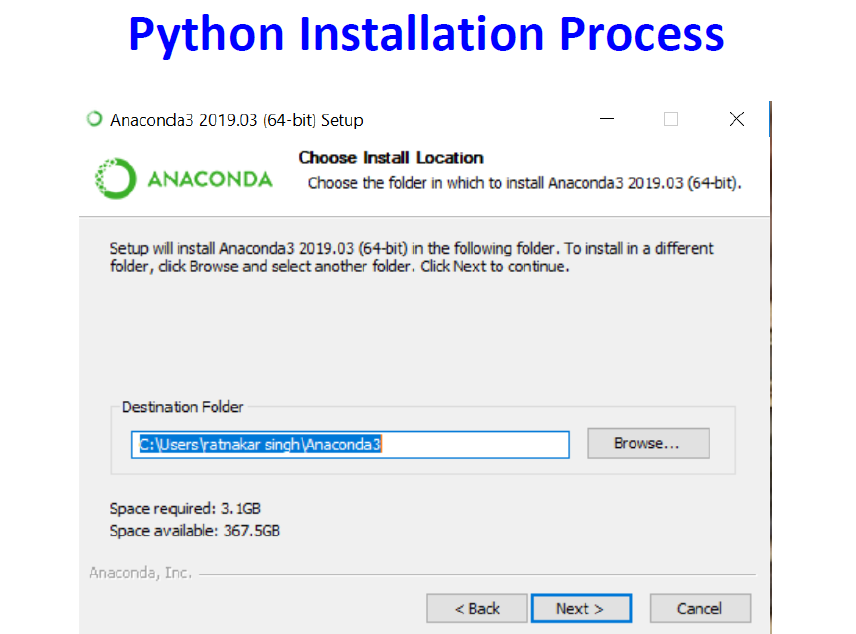 Python Installation Process
Anaconda3 2019.03 (64-bit) Setup
ANACONDA
Choose Install Location
Choose the folder in which to install Anaconda3 2019.03 (64-bit).
Setup will install Anaconda3 2019.03 (64-bit) in the following folder. To install in a different
folder, click Browse and select another folder. Click Next to continue.
Destination Folder
C:\Users\ratnakar singh\Anaconda3
Browse...
Space required: 3.1GB
Space available: 367.5GB
Anaconda, Inc.
< Back
Next >
Cancel